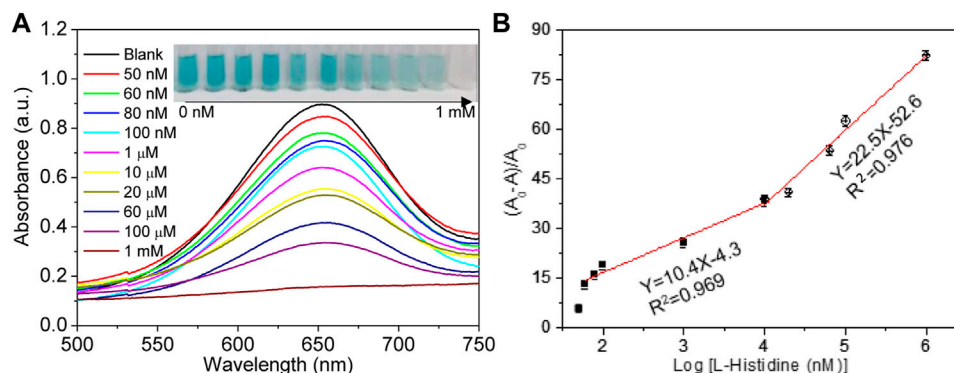 A
1.2
1.0
0.8
0.6
0.4
0.2
0.0
Absorbance (a.u.)
Blank
50 nM
60 nM
80 nM
100 nM
1 µM
10 µM
20 µM
60 µM
100 µM
1 mM
0 nM
1 mM
500
550
600
650
700
750
Wavelength (nm)
B
90
75
60
45
30
15
0
(A₀-A)/A₀
Y=10.4X-4.3
R²=0.969
Y=22.5X-52.6
R²=0.976
2
3
4
5
6
Log [L-Histidine (nM)]